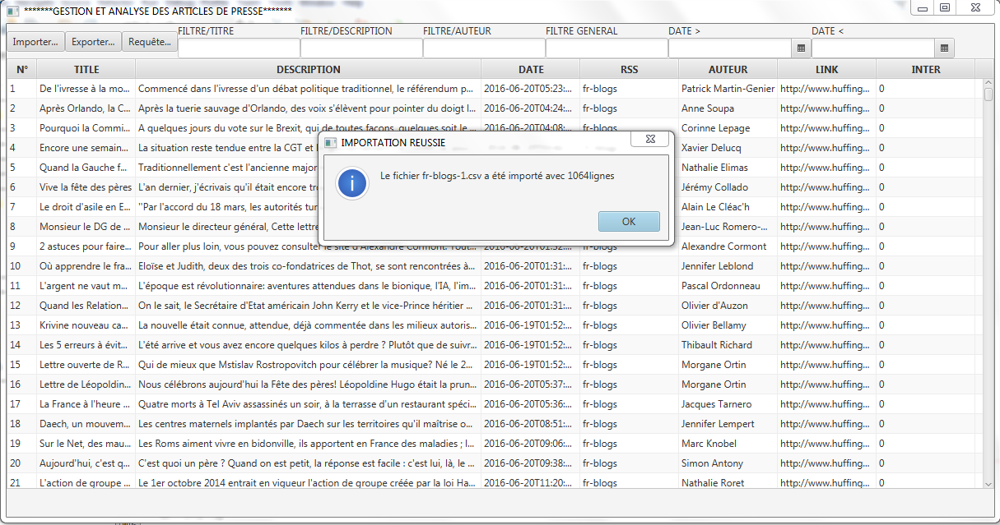 *******GESTION ET ANALYSE DES ARTICLES DE PRESSE*******
Importer... Exporter... Requête... FILTRE/TITRE FILTRE/DESCRIPTION FILTRE/AUTEUR FILTRE GENERAL DATE > DATE <
N° TITLE DESCRIPTION DATE RSS AUTEUR LINK INTER
1 De l'ivresse à la mo... Commencé dans l'ivresse d'un débat politique traditionnel, le référendum p... 2016-06-20T05:23:... fr-blogs Patrick Martin-Genier http://www.huffing... 0
2 Après Orlando, la C... Après la tuerie sauvage d'Orlando, des voix s'élèvent pour pointer du doigt l... 2016-06-20T04:24:... fr-blogs Anne Soupa http://www.huffing... 0
3 Pourquoi la Commi... A quelques jours du vote sur le Brexit, qui de toutes façons, quelques soit le ... 2016-06-20T04:08:... fr-blogs Corinne Lepage http://www.huffing... 0
4 Encore une semain... La situation reste tendue entre la CGT et Xavier Delucq http://www.huffing... 0
5 Quand la Gauche f... Traditionnellement c'est l'ancienne major Nathalie Elimas http://www.huffing... 0
6 Vive la fête des pères L'an dernier, j'écrivais qu'il était encore Jérémy Collado http://www.huffing... 0
7 Le droit d'asile en E... "Par l'accord du 18 mars, les autorités tur Alain Le Cléac'h http://www.huffing... 0
8 Monsieur le DG de ... Monsieur le directeur général, Cette lettre Jean-Luc Romero-... http://www.huffing... 0
9 2 astuces pour faire... Pour aller plus loin, vous pouvez consulter le site d'Alexandre Cormont. Tout... 2016-06-20T01:32:... fr-blogs Alexandre Cormont http://www.huffing... 0
IMPORTATION REUSSIE
Le fichier fr-blogs-1.csv a été importé avec 1064lignes
OK
10 Où apprendre le fra... Eloïse et Judith, deux des trois co-fondatrices de Thot, se sont rencontrées à... 2016-06-20T01:31:... fr-blogs Jennifer Leblond http://www.huffing... 0
11 L'argent ne vaut m... L'époque est révolutionnaire: aventures attendues dans le bionique, l'IA, l'im... 2016-06-20T01:31:... fr-blogs Pascal Ordonneau http://www.huffing... 0
12 Quand les Relation... On le sait, le Secrétaire d'Etat américain John Kerry et le vice-Prince héritier ... 2016-06-20T01:31:... fr-blogs Olivier d'Auzon http://www.huffing... 0
13 Krivine nouveau ca... La nouvelle était connue, attendue, déjà commentée dans les milieux autoris... 2016-06-19T01:52:... fr-blogs Olivier Bellamy http://www.huffing... 0
14 Les 5 erreurs à évit... L'été arrive et vous avez encore quelques kilos à perdre ? Plutôt que de suivr... 2016-06-19T01:52:... fr-blogs Thibault Richard http://www.huffing... 0
15 Lettre ouverte de R... Qui de mieux que Mstislav Rostropovitch pour célébrer la musique? Né le 2... 2016-06-19T01:52:... fr-blogs Morgane Ortin http://www.huffing... 0
16 Lettre de Léopoldin... Nous célébrons aujourd'hui la Fête des pères! Léopoldine Hugo était la prun... 2016-06-20T05:37:... fr-blogs Morgane Ortin http://www.huffing... 0
17 La France à l'heure ... Quatre morts à Tel Aviv assassinés un soir, à la terrasse d'un restaurant spéci... 2016-06-20T05:36:... fr-blogs Jacques Tarnero http://www.huffing... 0
18 Daech, un mouvem... Les centres maternels implantés par Daech sur les territoires qu'il maîtrise o... 2016-06-20T08:51:... fr-blogs Jennifer Lempert http://www.huffing... 0
19 Sur le Net, des mau... Les Roms aiment vivre en bidonville, ils apportent en France des maladies ; l... 2016-06-20T09:06:... fr-blogs Marc Knobel http://www.huffing... 0
20 Aujourd'hui, c'est q... C'est quoi un père ? Quand on est petit, la réponse est facile : c'est lui, là, le ... 2016-06-20T09:38:... fr-blogs Simon Antony http://www.huffing... 0
21 L'action de groupe ... Le 1er octobre 2014 entrait en vigueur l'action de groupe créée par la loi Ha... 2016-06-20T11:20:... fr-blogs Nathalie Roret http://www.huffing... 0